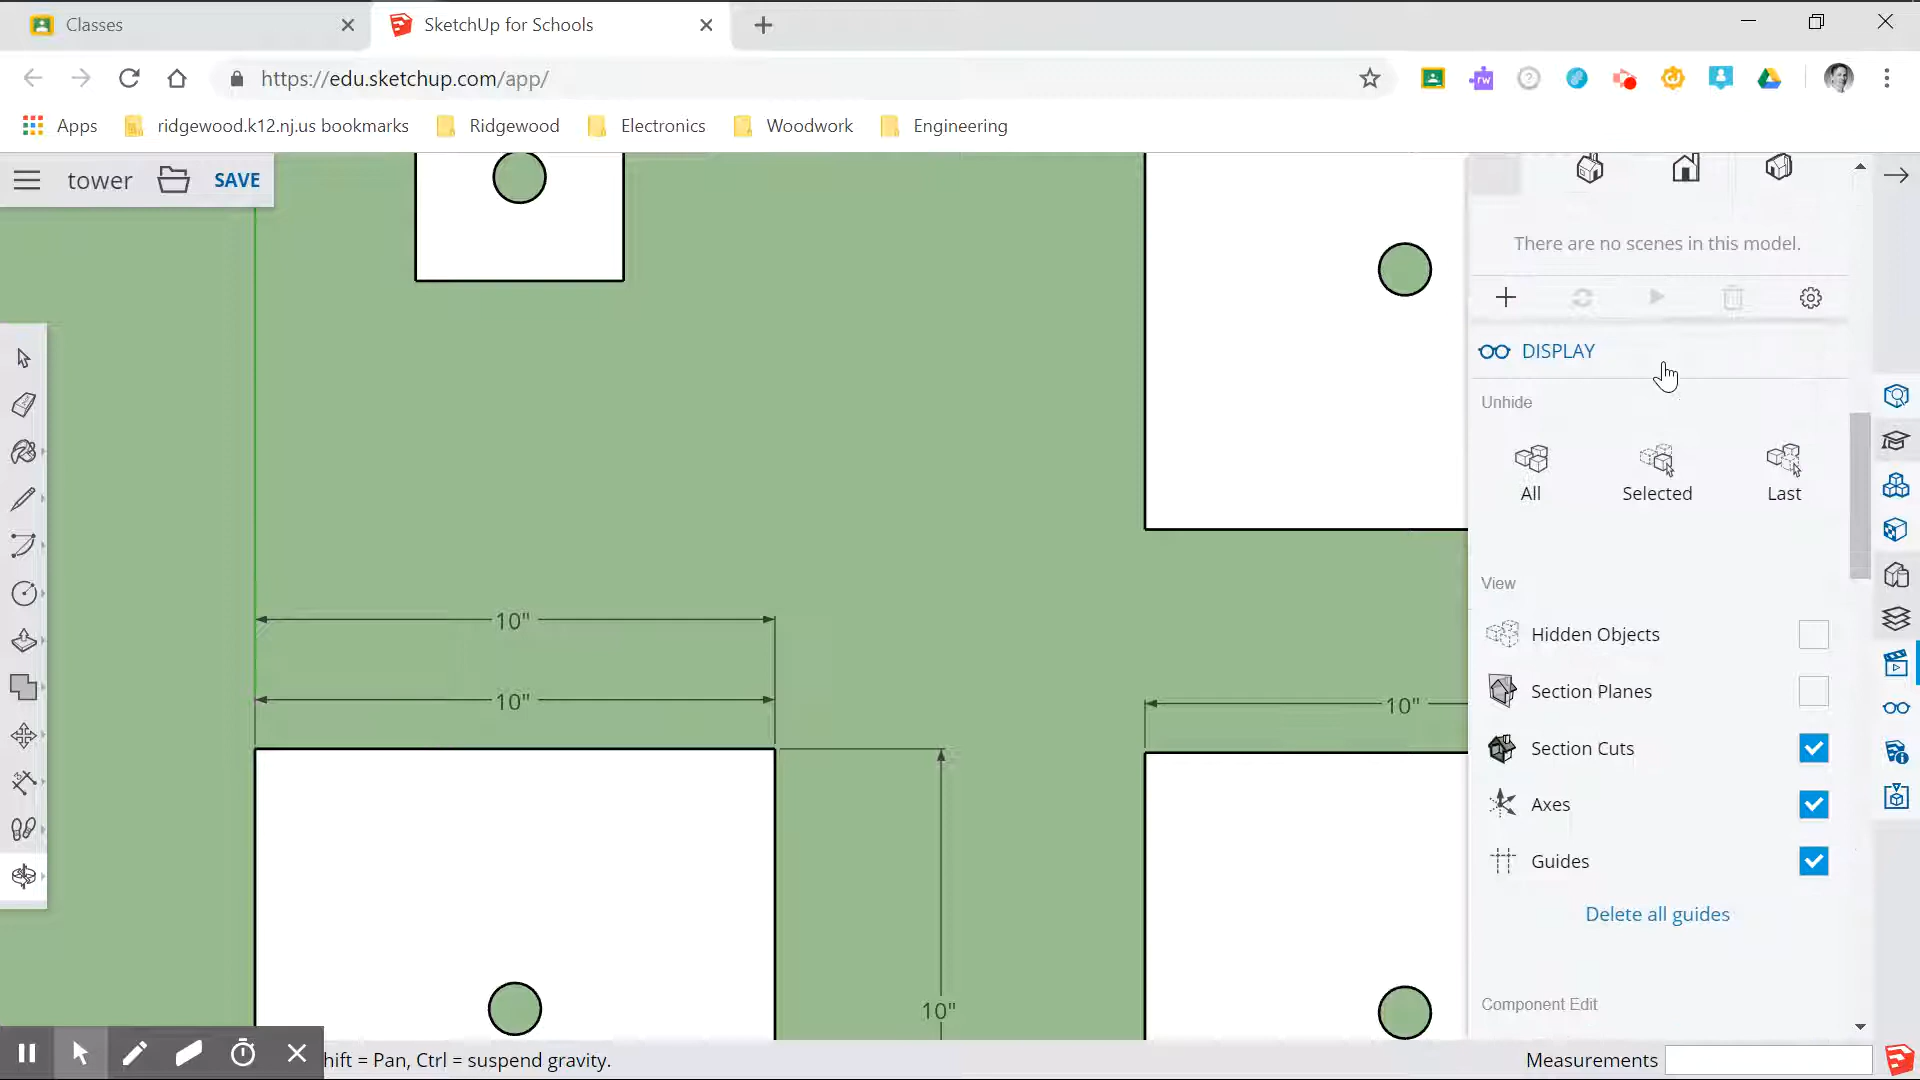 Classes
SketchUp for Schools
https://edu.sketchup.com/app/
rw
Apps
ridgewood.k12.nj.us bookmarks
Ridgewood
Electronics
Woodwork
Engineering
tower
SAVE
There are no scenes in this model.
DISPLAY
Unhide
All
Selected
Last
View
Hidden Objects
Section Planes
Section Cuts
Axes
Guides
Delete all guides
Component Edit
10"
10"
10"
10"
hift = Pan, Ctrl = suspend gravity.
Measurements